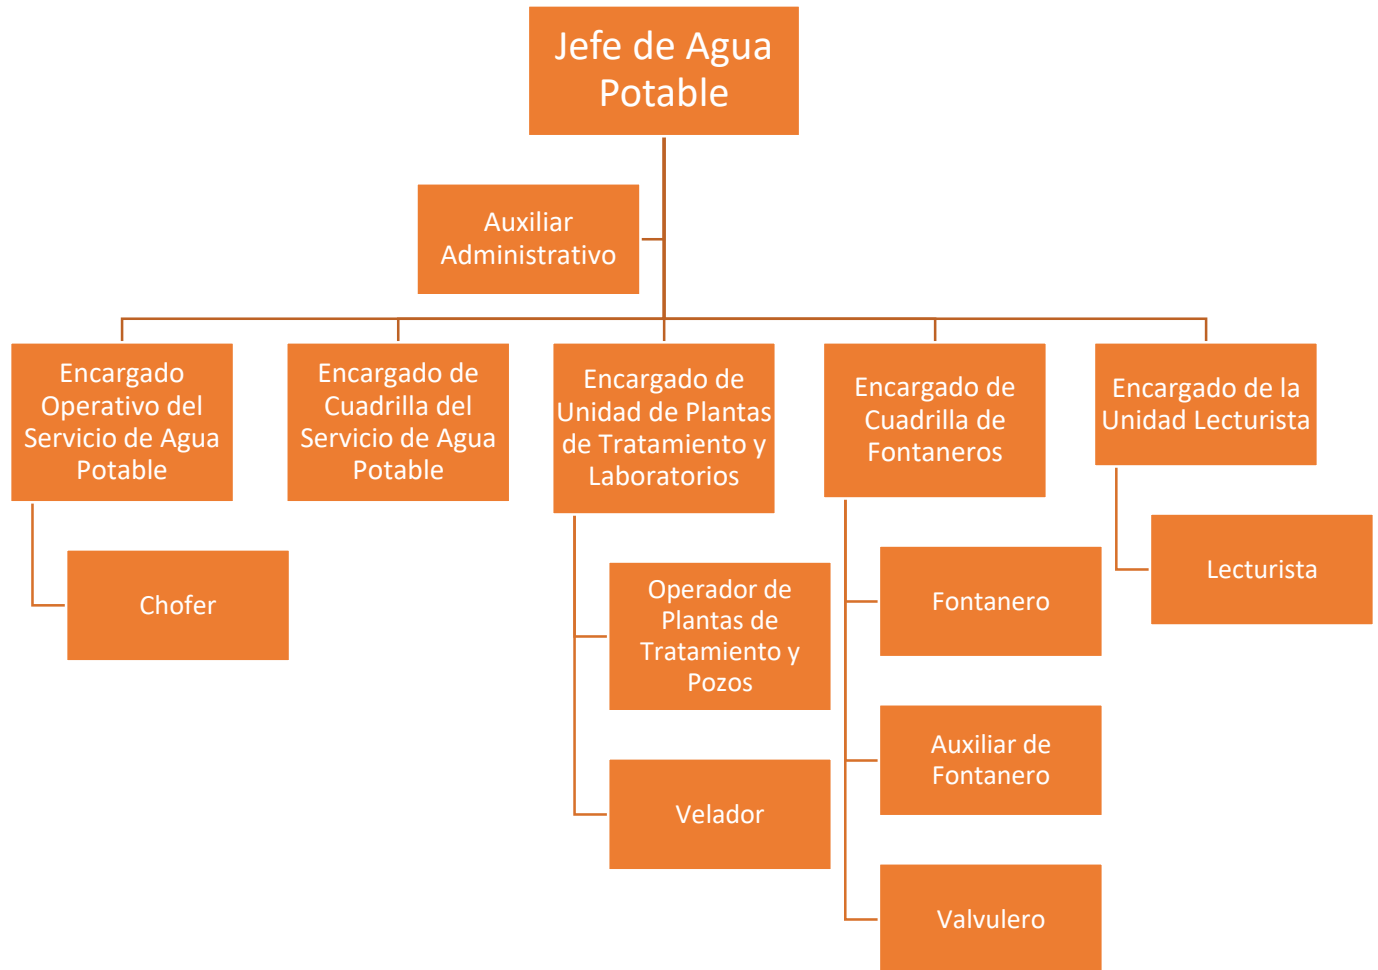 Jefe de Agua
Potable
Auxiliar
Administrativo
Encargado
Operativo del
Servicio de Agua
Potable
Encargado de
Cuadrilla del
Servicio de Agua
Potable
Encargado de
Unidad de Plantas
de Tratamiento y
Laboratorios
Encargado de
Cuadrilla de
Fontaneros
Encargado de la
Unidad Lecturista
Chofer
Operador de
Plantas de
Tratamiento y
Pozos
Velador
Fontanero
Auxiliar de
Fontanero
Valvulero
Lecturista